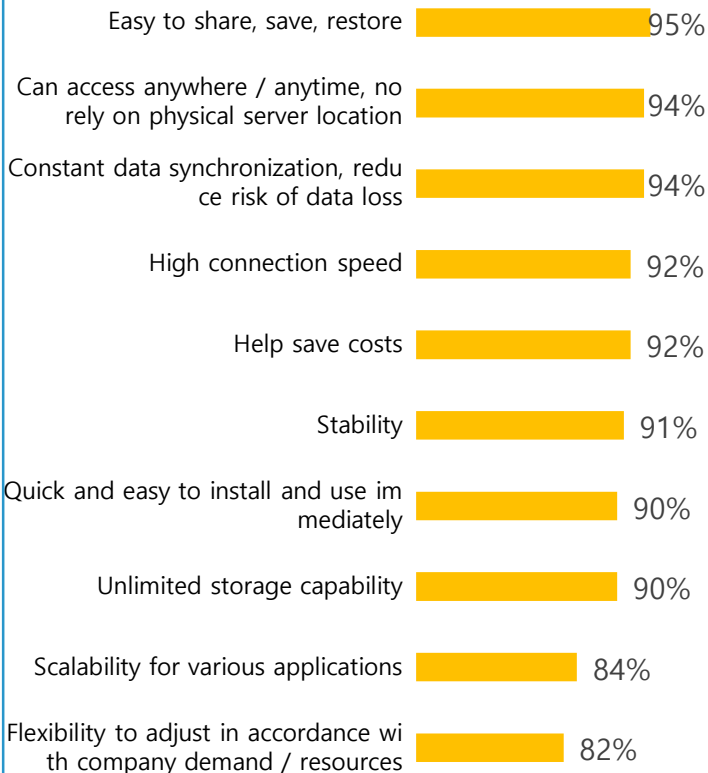 Easy to share, save, restore 95%
Can access anywhere / anytime, no
rely on physical server location 94%
Constant data synchronization, redu
ce risk of data loss 94%
High connection speed 92%
Help save costs 92%
Stability 91%
Quick and easy to install and use im
mediately 90%
Unlimited storage capability 90%
Scalability for various applications 84%
Flexibility to adjust in accordance wi
th company demand / resources 82%